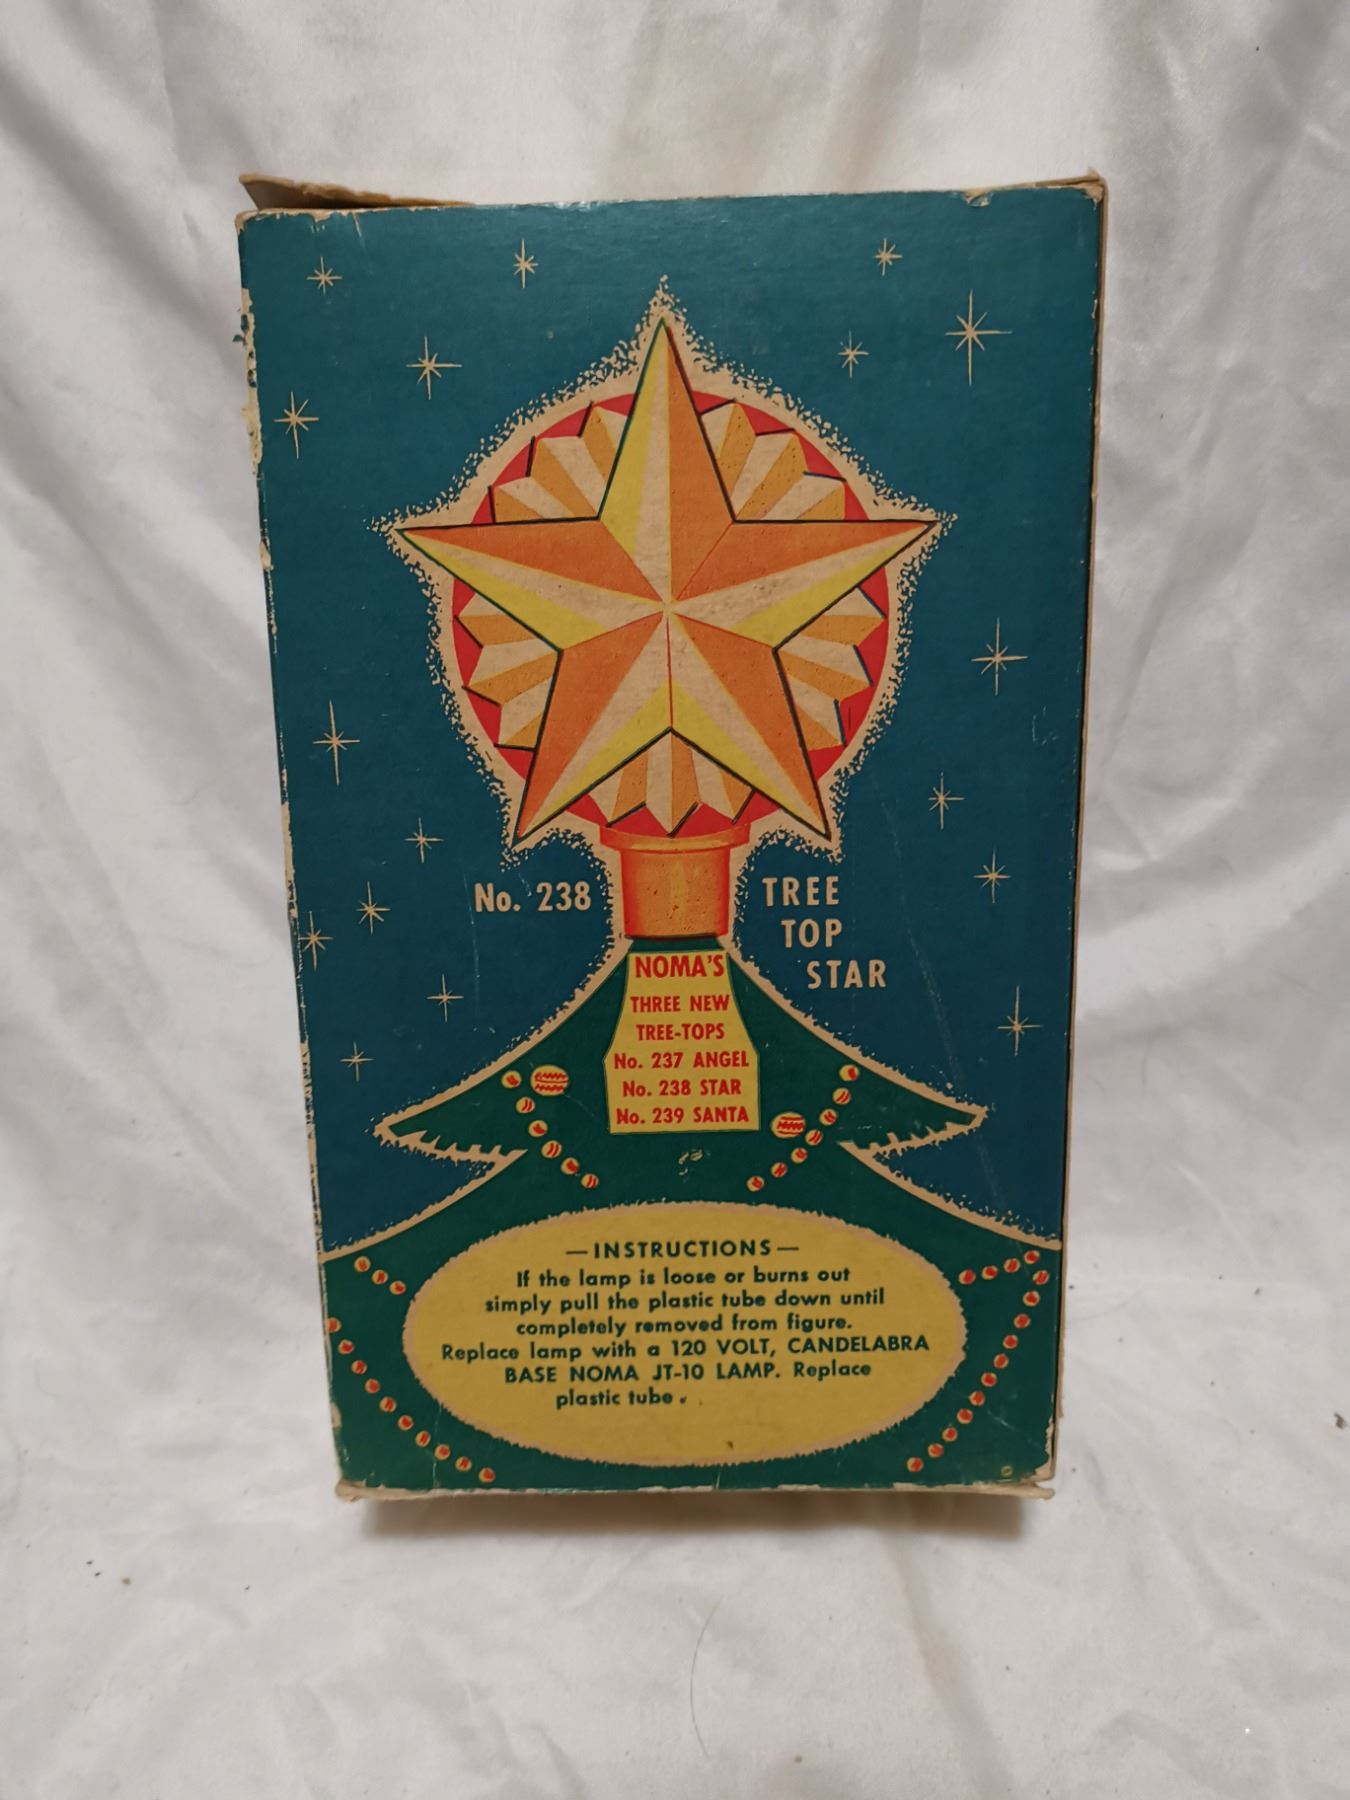 No. 238
TREE
TOP
STAR
NOMA'S
THREE NEW
TREE-TOPS
No. 237 ANGEL
No. 238 STAR
No. 239 SANTA
—INSTRUCTIONS—
If the lamp is loose or burns out
simply pull the plastic tube down until
completely removed from figure.
Replace lamp with a 120 VOLT, CANDELABRA
BASE NOMA JT-10 LAMP. Replace
plastic tube.